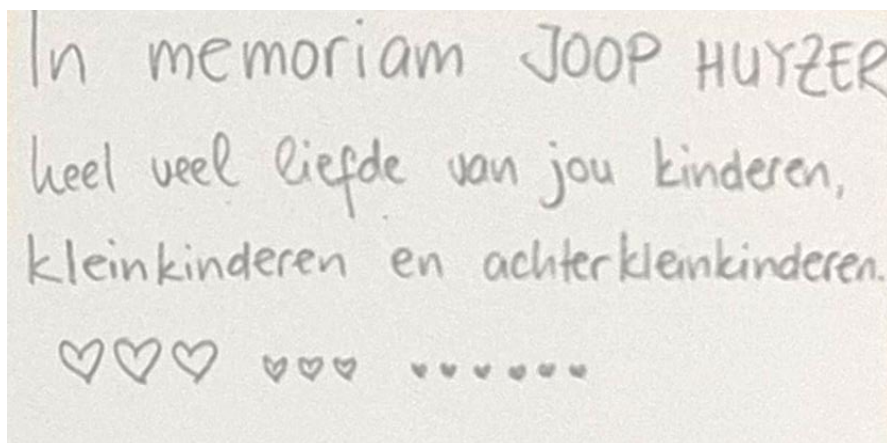 In memoriam JOOP HUYZER
heel veel liefde van jou kinderen,
kleinkinderen en achterkleinkinderen.
♡♡♡ ♡♡♡ ♥♥♥♥♥♥